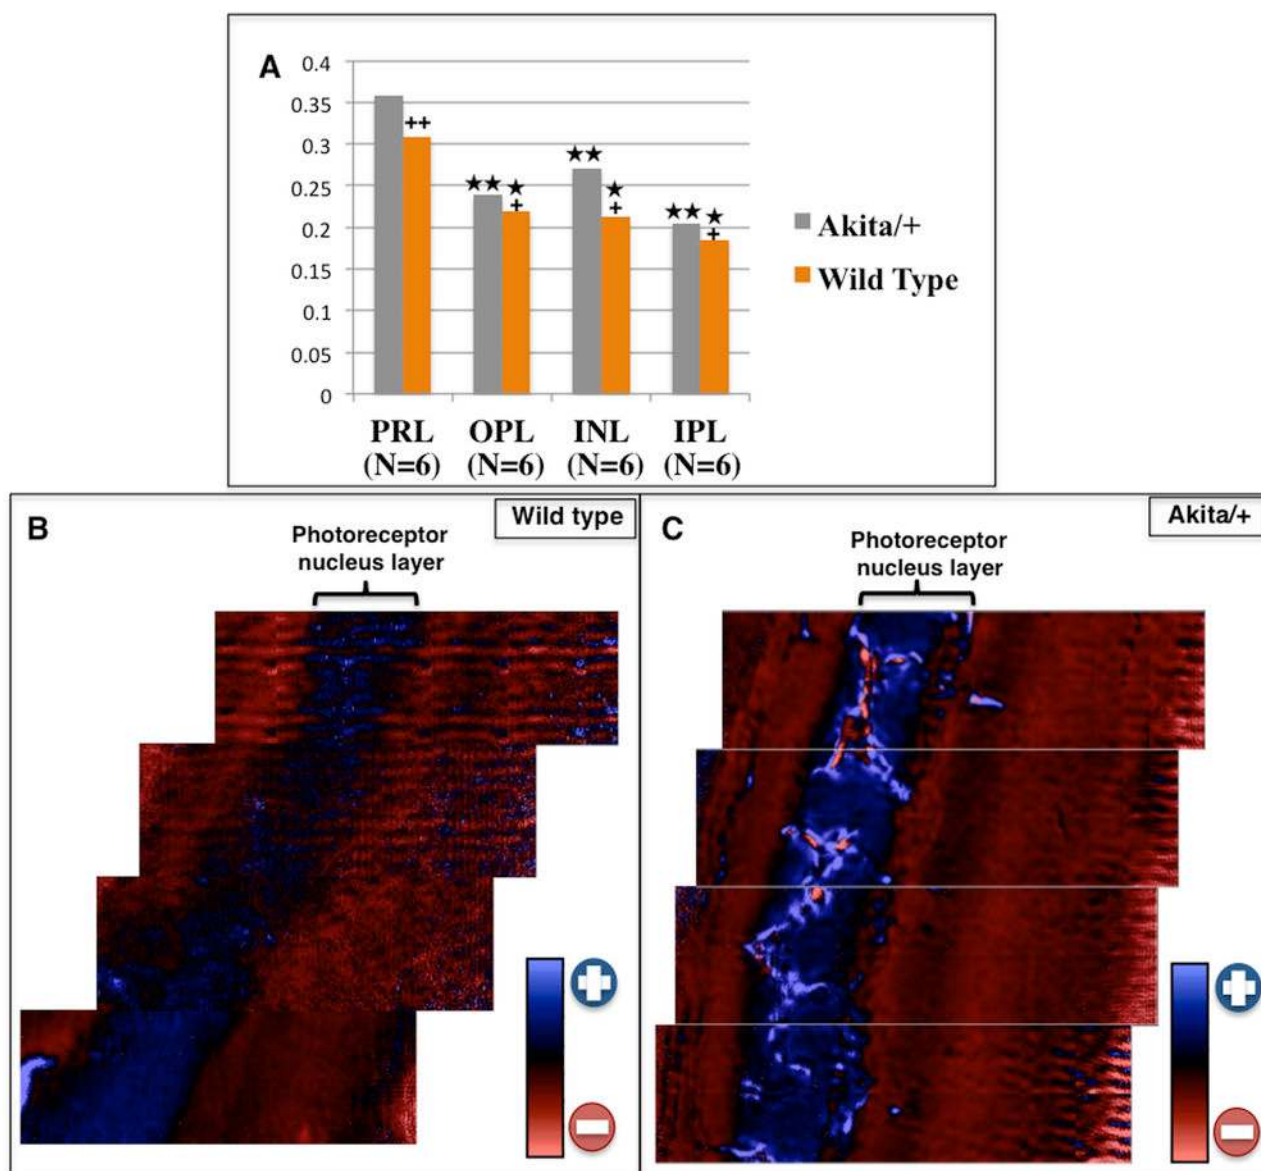 A
0.4
0.35
0.3
0.25
0.2
0.15
0.1
0.05
0
++
★★ ★
+
★★
★
+
★★ ★
+
PRL OPL INL IPL
(N=6) (N=6) (N=6) (N=6)
Akita/+
Wild Type
B
Wild type
Photoreceptor
nucleus layer
C
Akita/+
Photoreceptor
nucleus layer